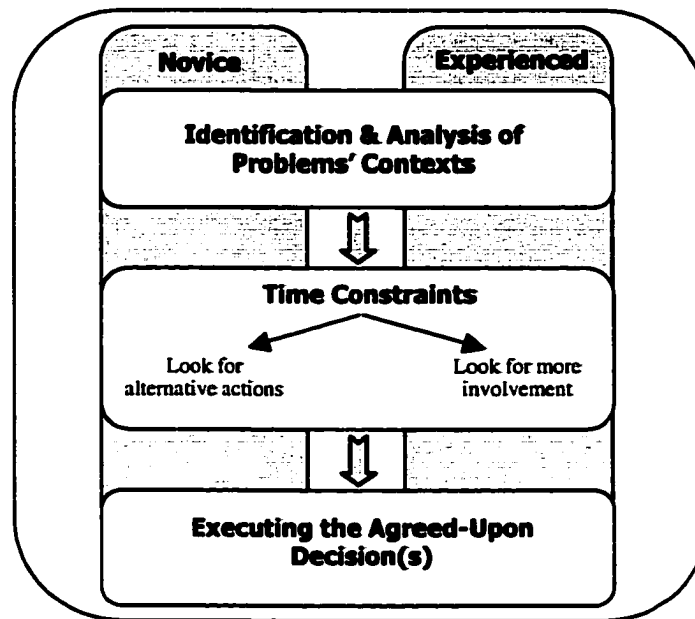 Novice
Experienced
Identification & Analysis of
Problems' Contexts
Time Constraints
Look for
alternative actions
Look for more
involvement
Executing the Agreed-Upon
Decision(s)